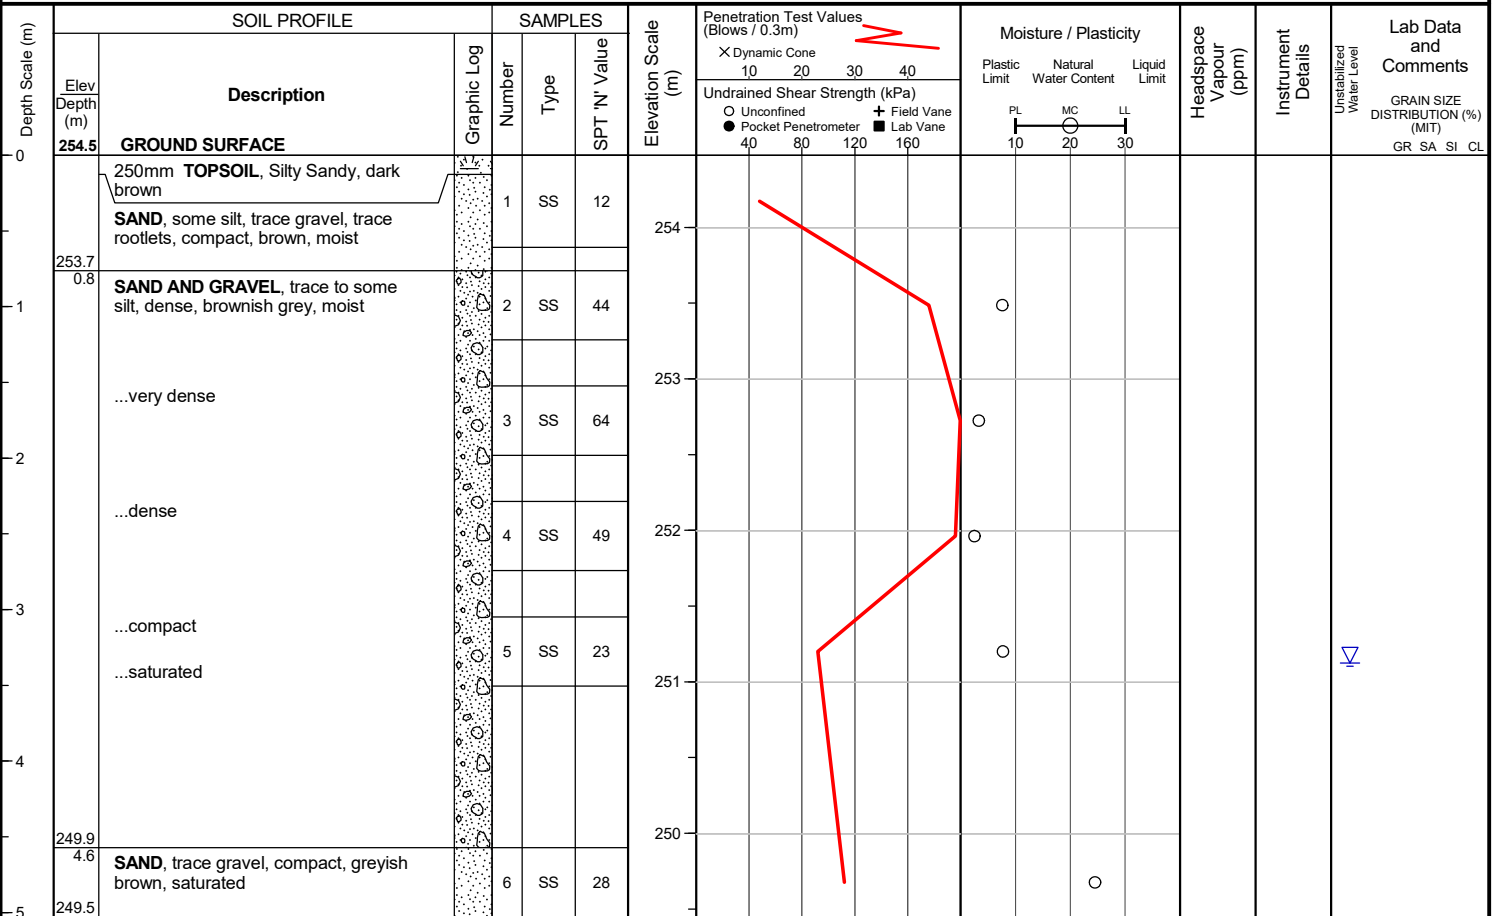 SOIL PROFILE
SAMPLES
Depth Scale (m)
Elev
Depth
(m)
254.5
Description
GROUND SURFACE
Graphic Log
Number
Type
SPT 'N' Value
Elevation Scale
(m)
Penetration Test Values
(Blows / 0.3m)
Dynamic Cone
10 20 30 40
Undrained Shear Strength (kPa)
Unconfined
Field Vane
Pocket Penetrometer
Lab Vane
40 80 120 160
Moisture / Plasticity
Plastic
Limit
Natural
Water Content
Liquid
Limit
PL MC LL
10 20 30
Headspace
Vapour
(ppm)
Instrument
Details
Unstabilized
Water Level
Lab Data
and
Comments
GRAIN SIZE
DISTRIBUTION (%)
(MIT)
GR SA SI CL
0
250mm TOPSOIL, Silty Sandy, dark
brown
1 SS 12
SAND, some silt, trace gravel, trace
rootlets, compact, brown, moist
254
253.7
0.8
SAND AND GRAVEL, trace to some
silt, dense, brownish grey, moist
1
2 SS 44
253
...very dense
3 SS 64
2
...dense
252
4 SS 49
3
...compact
5 SS 23
...saturated
251
4
250
249.9
4.6
SAND, trace gravel, compact, greyish
brown, saturated
6 SS 28
249.5
5